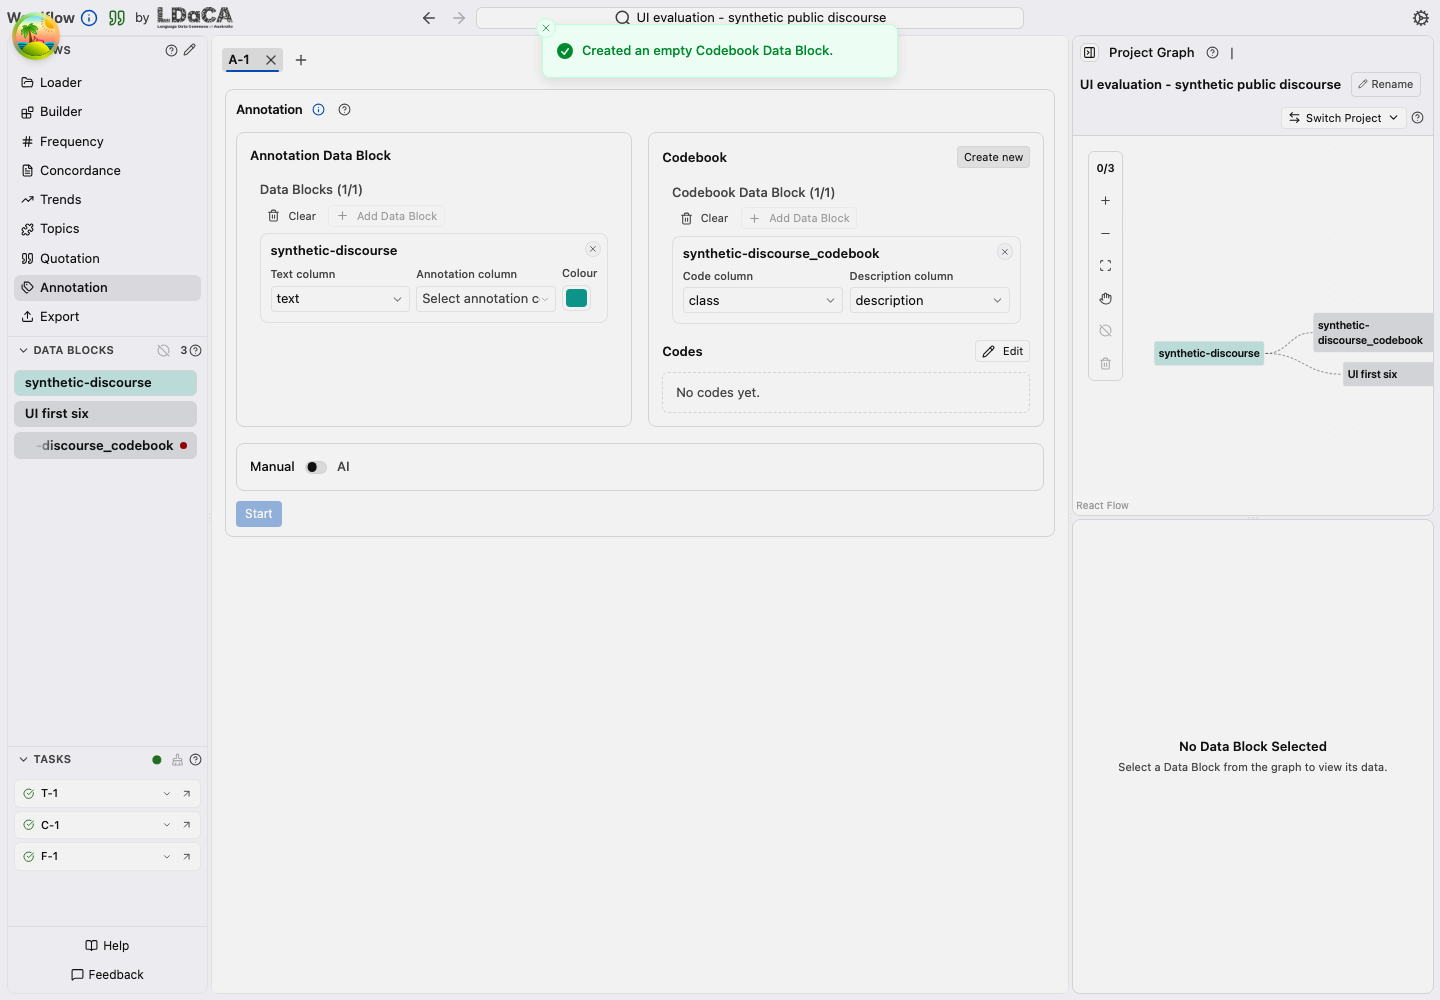 by LDaCA
UI evaluation - synthetic public discourse
Created an empty Codebook Data Block.
Loader
Builder
Frequency
Concordance
Trends
Topics
Quotation
Annotation
Export
DATA BLOCKS 3
synthetic-discourse
UI first six
-discourse_codebook
TASKS
T-1
C-1
F-1
Help
Feedback
A-1
Annotation
Annotation Data Block
Data Blocks (1/1)
Clear
Add Data Block
synthetic-discourse
Text column
Annotation column
Colour
text
Select annotation c
Codebook
Create new
Codebook Data Block (1/1)
Clear
Add Data Block
synthetic-discourse_codebook
Code column
Description column
class
description
Codes
Edit
No codes yet.
Manual
AI
Start
Project Graph
UI evaluation - synthetic public discourse
Rename
Switch Project
0/3
synthetic-discourse
synthetic-
discourse_codebook
UI first six
React Flow
No Data Block Selected
Select a Data Block from the graph to view its data.